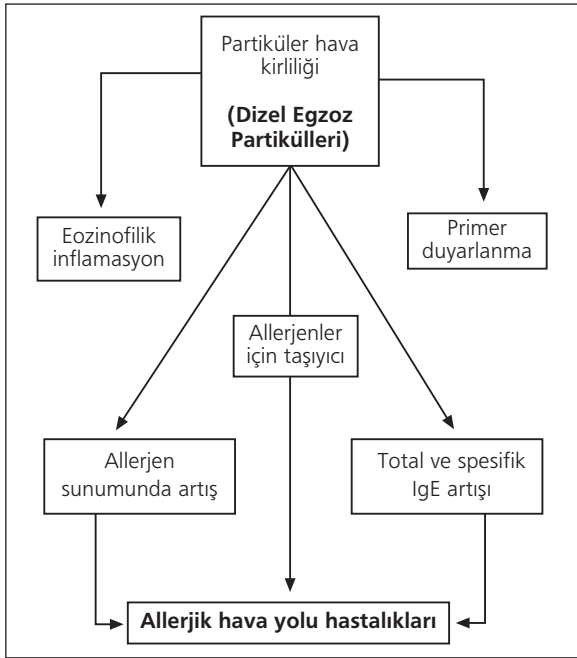 Partiküler hava
kirliliği
(Dizel Egzoz
Partikülleri)
Eozinofilik
inflamasyon
Primer
duyarlanma
Allerjenler
için taşıyıcı
Allerjen
sunumunda artış
Total ve spesifik
IgE artışı
Allerjik hava yolu hastalıkları